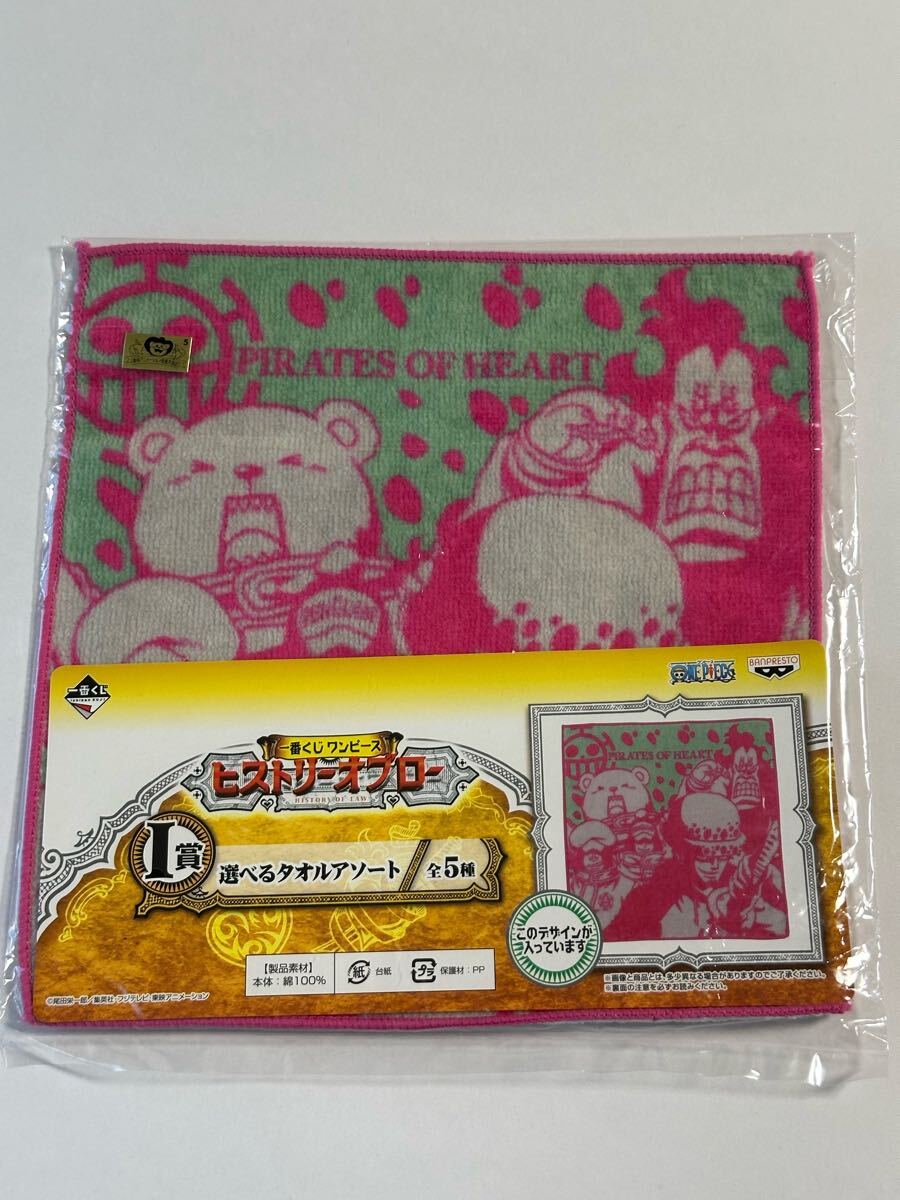 S
PIRATES OF HEART
PENGUIN
一番くじ
ICHIBAN KUJI
ONE PIECE
BANPRESTO
一番くじ ワンピース
ヒストリーオブロー
HISTORY OF LAW
I賞
選べるタオルアソート/全5種
PIRATES OF HEART
このデザインが
入っています
【製品素材】
本体:綿100%
紙 台紙
プラ 保護材:PP
※画像と商品とは、多少異なる場合がありますのでご了承ください。
※裏面の注意を必ずお読みください。
©尾田栄一郎/集英社・フジテレビ・東映アニメーション